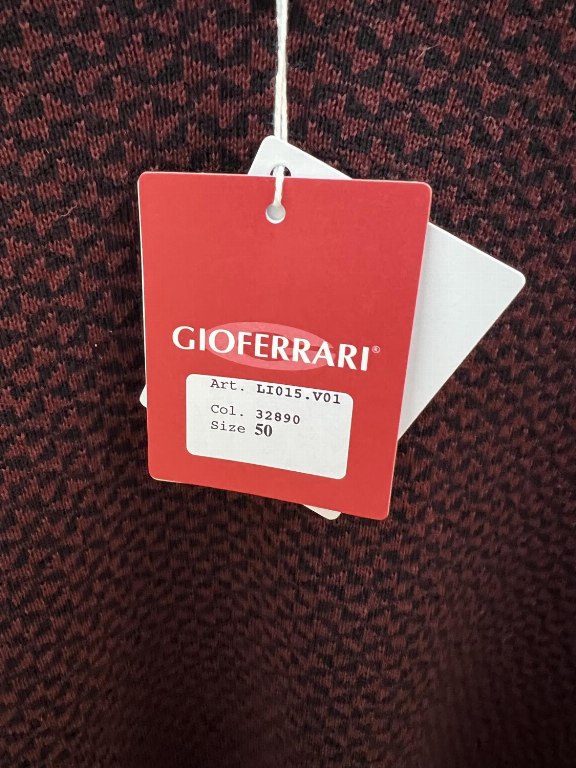 GIOFERRARI®
Art. LI015.V01
Col. 32890
Size 50